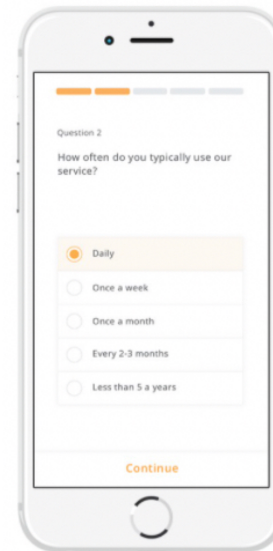 Question 2
How often do you typically use our
service?
Daily
Once a week
Once a month
Every 2-3 months
Less than 5 a years
Continue